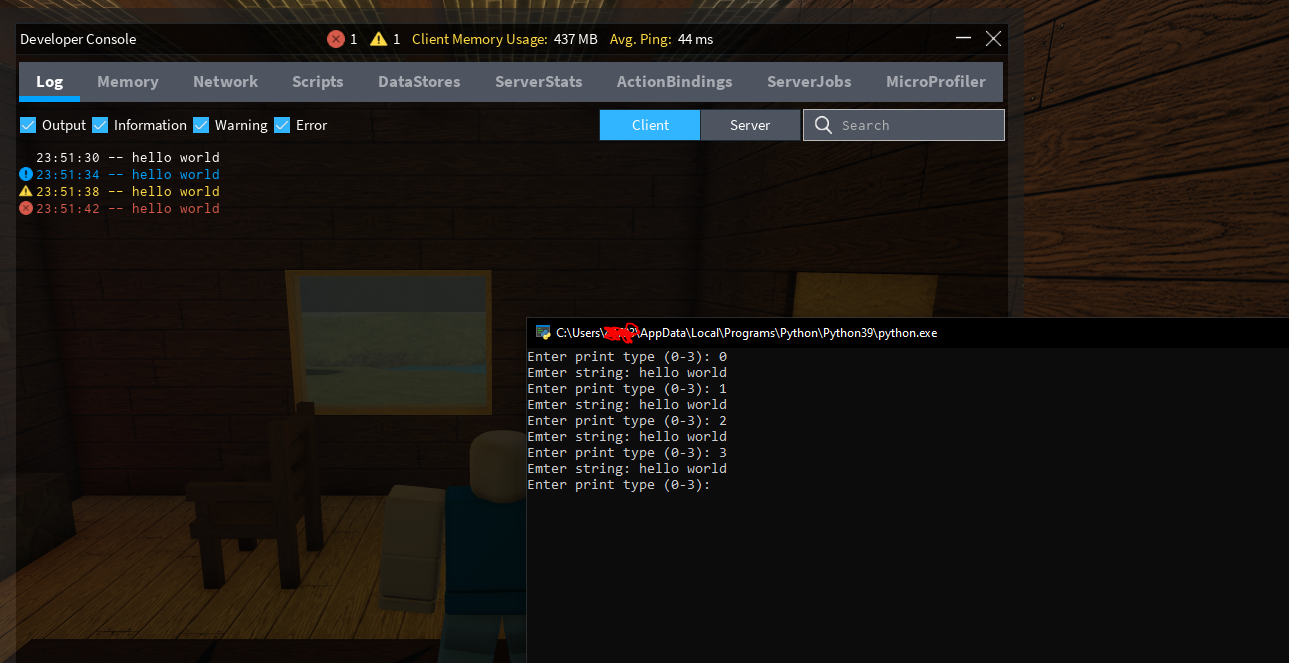 Developer Console 1 1 Client Memory Usage: 437 MB Avg. Ping: 44 ms
Log Memory Network Scripts DataStores ServerStats ActionBindings ServerJobs MicroProfiler
Output Information Warning Error Client Server Search
23:51:30 -- hello world
23:51:34 -- hello world
23:51:38 -- hello world
23:51:42 -- hello world
C:\Users\ \AppData\Local\Programs\Python\Python39\python.exe
Enter print type (0-3): 0
Emter string: hello world
Enter print type (0-3): 1
Emter string: hello world
Enter print type (0-3): 2
Emter string: hello world
Enter print type (0-3): 3
Emter string: hello world
Enter print type (0-3):